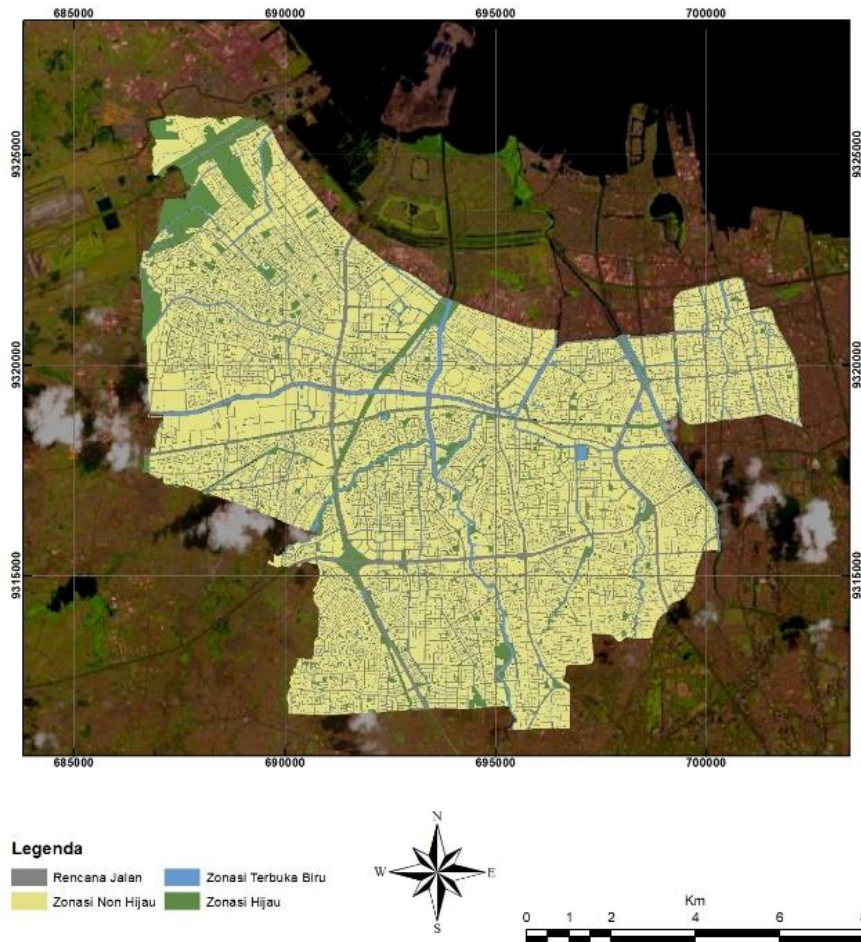 685000 690000 695000 700000
9325000 9325000
9320000 9320000
9315000 9315000
685000 690000 695000 700000
Legenda
Rencana Jalan Zonasi Terbuka Biru
Zonasi Non Hijau Zonasi Hijau
N
W E
S
Km
0 1 2 4 6 8